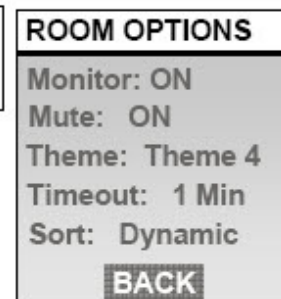 ROOM OPTIONS
Monitor: ON
Mute: ON
Theme: Theme 4
Timeout: 1 Min
Sort: Dynamic
BACK